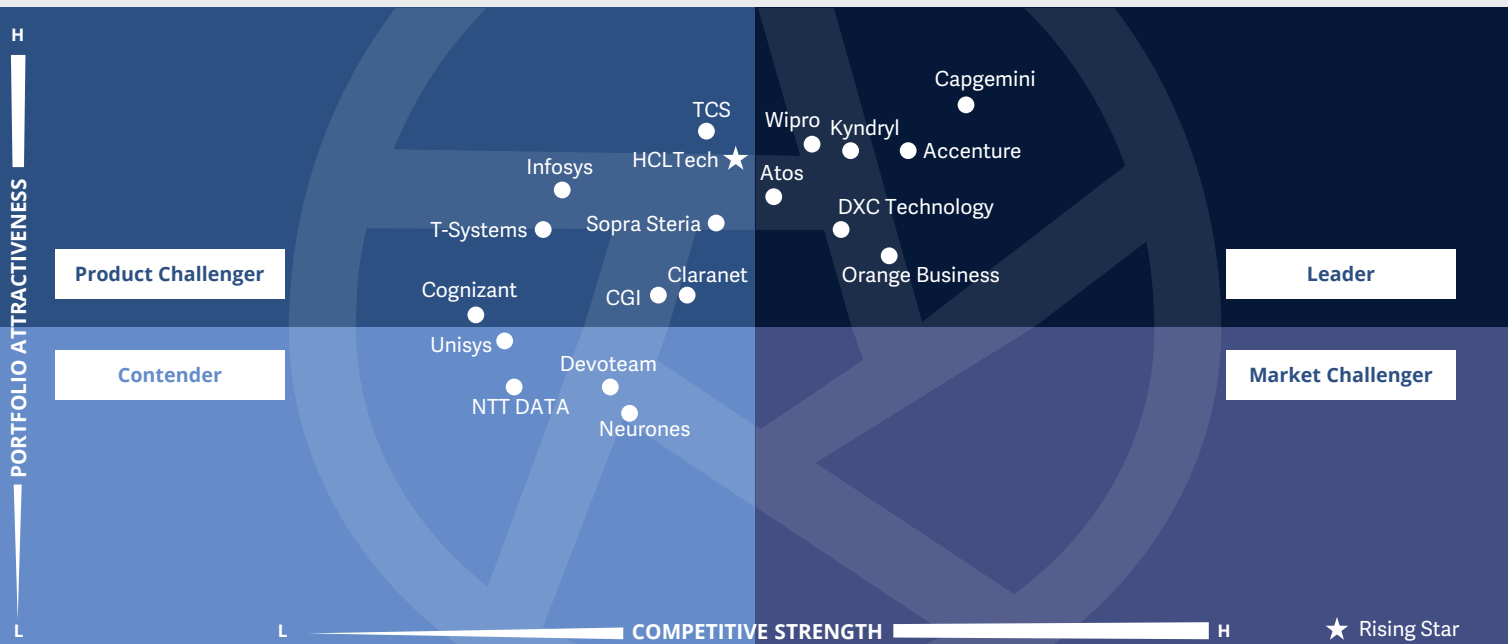 H
Capgemini
TCS
Wipro
Kyndryl
HCLTech
Accenture
Infosys
Atos
DXC Technology
T-Systems
Sopra Steria
Product Challenger
Claranet
Orange Business
Leader
Cognizant
CGI
Unisys
Devoteam
Contender
Market Challenger
NTT DATA
Neurones
PORTFOLIO ATTRACTIVENESS
L
L
COMPETITIVE STRENGTH
H
Rising Star